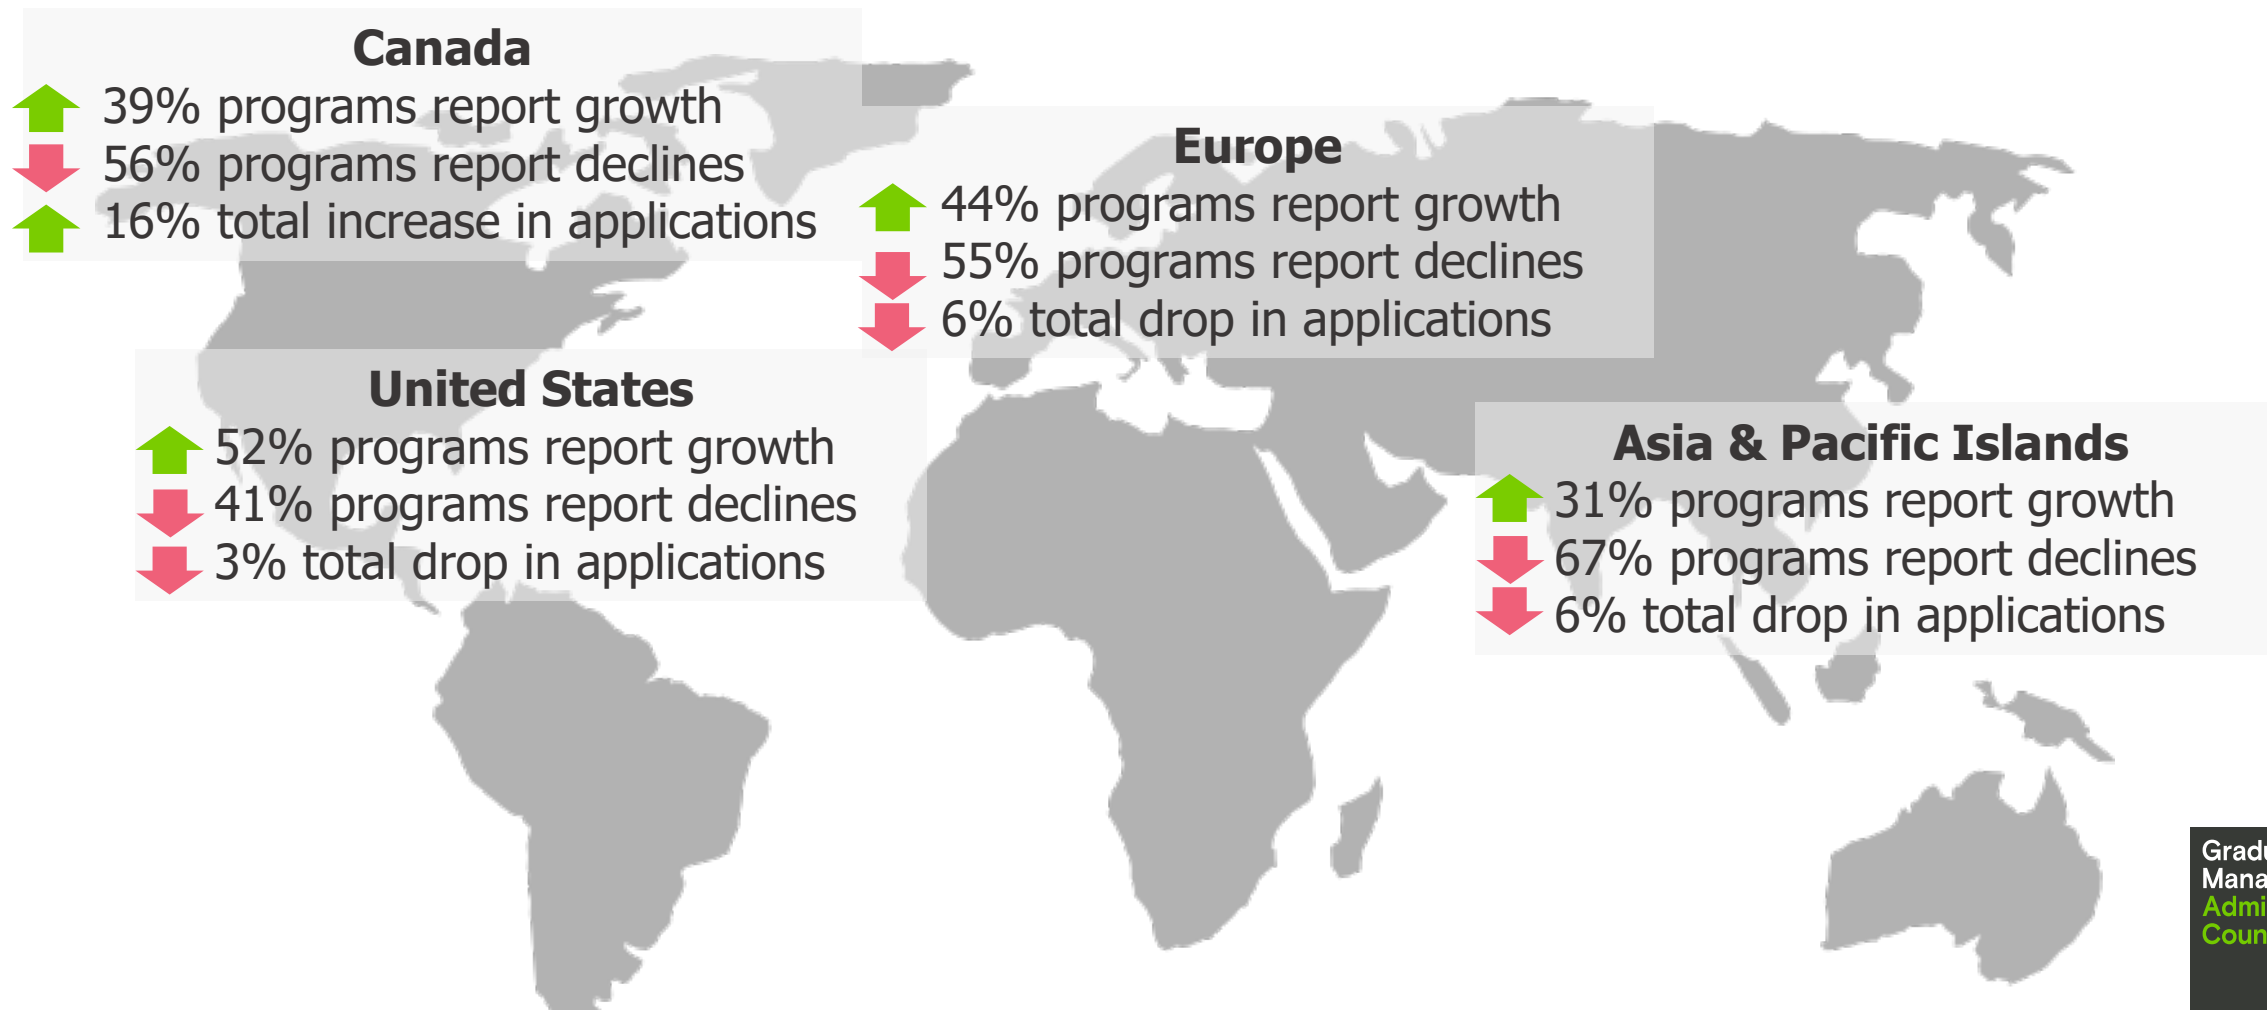 Canada
39% programs report growth
56% programs report declines
16% total increase in applications
Europe
44% programs report growth
55% programs report declines
6% total drop in applications
United States
52% programs report growth
41% programs report declines
3% total drop in applications
Asia & Pacific Islands
31% programs report growth
67% programs report declines
6% total drop in applications